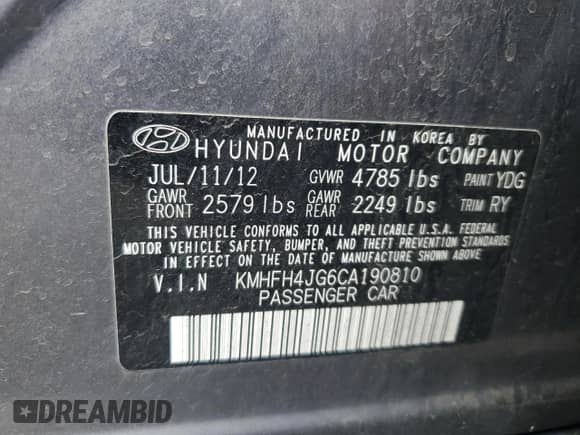 MANUFACTURED IN KOREA BY
HYUNDAI MOTOR COMPANY
JUL/11/12 GVWR 4785 lbs PAINT YDG
GAWR FRONT 2579 lbs GAWR REAR 2249 lbs TRIM RY
THIS VEHICLE CONFORMS TO ALL APPLICABLE U.S.A. FEDERAL
MOTOR VEHICLE SAFETY, BUMPER, AND THEFT PREVENTION STANDARDS
IN EFFECT ON THE DATE OF MANUFACTURE SHOWN ABOVE
V.I.N KMHFH4JG6CA190810
PASSENGER CAR
DREAMBID